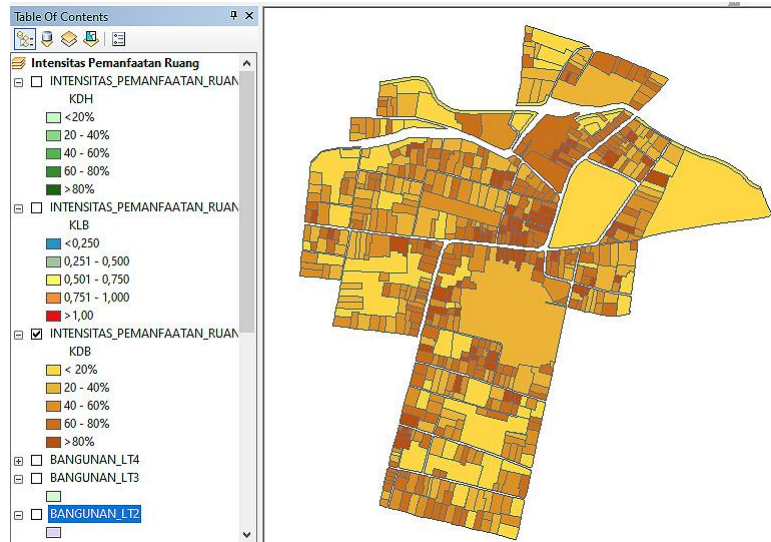 Table Of Contents
Intensitas Pemanfaatan Ruang
INTENSITAS_PEMANFAATAN_RUAN
KDH
<20%
20 - 40%
40 - 60%
60 - 80%
>80%
INTENSITAS_PEMANFAATAN_RUAN
KLB
<0,250
0,251 - 0,500
0,501 - 0,750
0,751 - 1,000
>1,00
INTENSITAS_PEMANFAATAN_RUAN
KDB
< 20%
20 - 40%
40 - 60%
60 - 80%
>80%
BANGUNAN_LT4
BANGUNAN_LT3
BANGUNAN_LT2